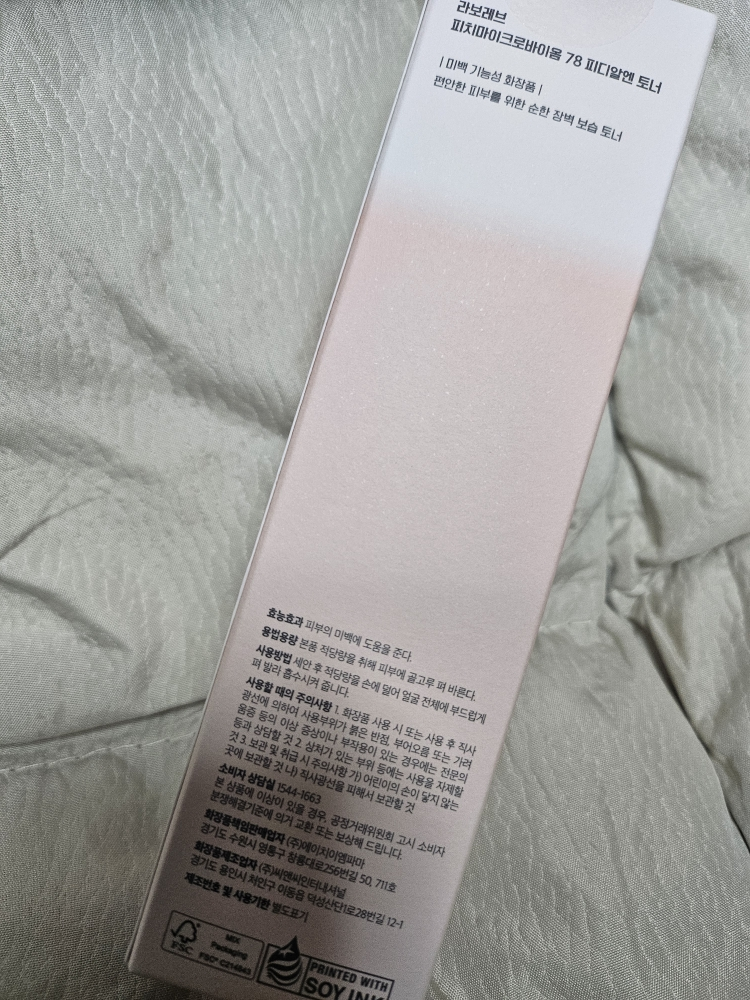 라보레브
피치마이크로바이옴 78 피디알엔 토너
| 미백 기능성 화장품 |
편안한 피부를 위한 순한 장벽 보습 토너
효능효과 피부의 미백에 도움을 준다.
용법용량 본품 적당량을 취해 피부에 골고루 펴 바른다.
사용방법 세안 후 적당량을 손에 덜어 얼굴 전체에 부드럽게
펴 발라 흡수시켜 줍니다.
사용할 때의 주의사항 1. 화장품 사용 시 또는 사용 후 직사
광선에 의하여 사용부위가 붉은 반점, 부어오름 또는 가려
움증 등의 이상 증상이나 부작용이 있는 경우에는 전문의
등과 상담할 것 2. 상처가 있는 부위 등에는 사용을 자제할
것 3. 보관 및 취급 시 주의사항 가) 어린이의 손이 닿지 않는
곳에 보관할 것 나) 직사광선을 피해서 보관할 것
소비자 상담실 1544-1663
본 상품에 이상이 있을 경우, 공정거래위원회 고시 소비자
분쟁해결기준에 의거 교환 또는 보상해 드립니다.
화장품책임판매업자 (주)에이치이엠파마
경기도 수원시 영통구 창룡대로256번길 50, 711호
화장품제조업자 (주)씨앤씨인터내셔널
경기도 용인시 처인구 이동읍 덕성산단1로28번길 12-1
제조번호 및 사용기한 별도표기
FSC
MIX
Packaging
FSC® C214843
PRINTED WITH
SOY INK